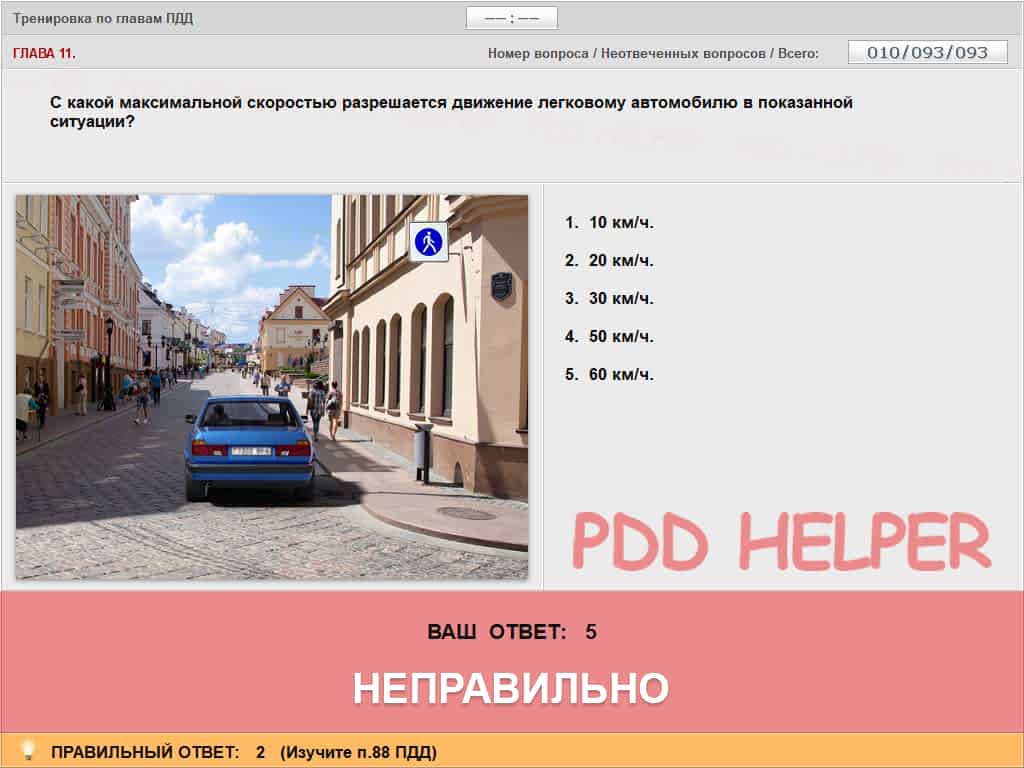 Тренировка по главам ПДД
—— : ——
ГЛАВА 11.
Номер вопроса / Неотвеченных вопросов / Всего:
010/093/093
С какой максимальной скоростью разрешается движение легковому автомобилю в показанной
ситуации?
1. 10 км/ч.
2. 20 км/ч.
3. 30 км/ч.
4. 50 км/ч.
5. 60 км/ч.
PDD HELPER
ВАШ ОТВЕТ: 5
НЕПРАВИЛЬНО
ПРАВИЛЬНЫЙ ОТВЕТ: 2 (Изучите п.88 ПДД)